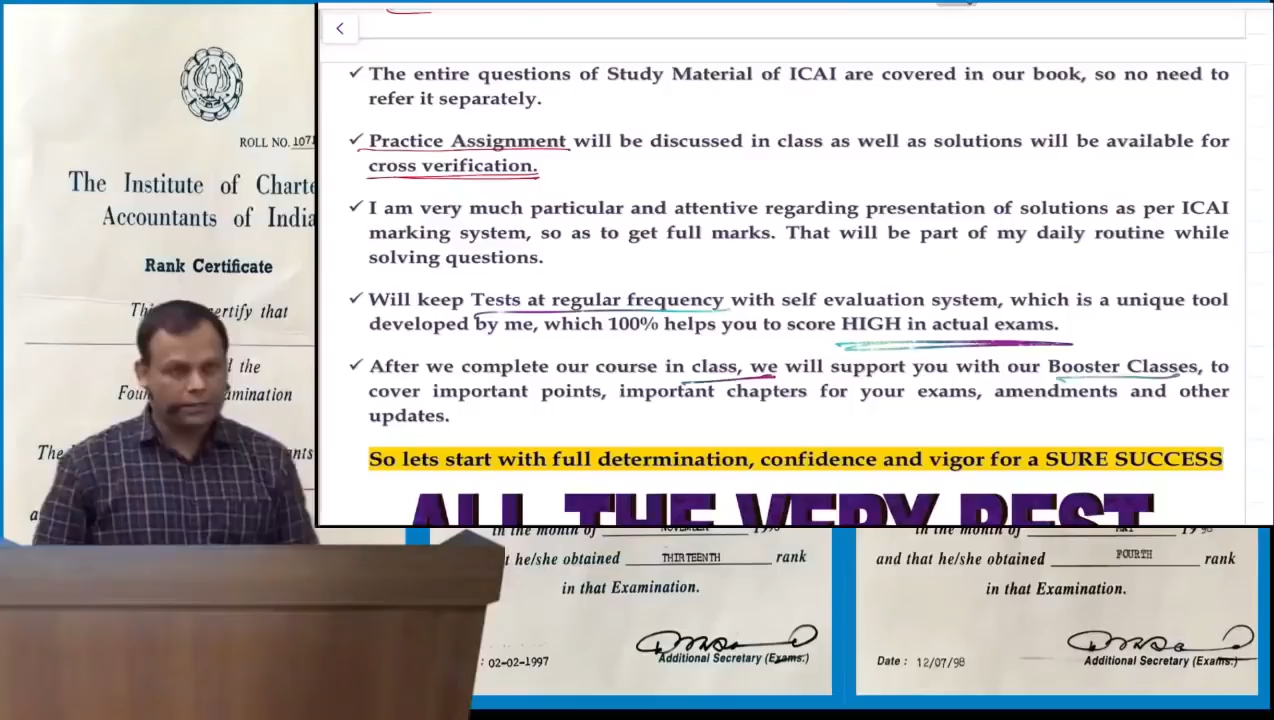 ROLL NO. 107
The Institute of Charte
Accountants of India
Rank Certificate
This
ertify that
the
Foun
amination
The
ants
The entire questions of Study Material of ICAI are covered in our book, so no need to
refer it separately.
Practice Assignment will be discussed in class as well as solutions will be available for
cross verification.
I am very much particular and attentive regarding presentation of solutions as per ICAI
marking system, so as to get full marks. That will be part of my daily routine while
solving questions.
Will keep Tests at regular frequency with self evaluation system, which is a unique tool
developed by me, which 100% helps you to score HIGH in actual exams.
After we complete our course in class, we will support you with our Booster Classes, to
cover important points, important chapters for your exams, amendments and other
updates.
So lets start with full determination, confidence and vigor for a SURE SUCCESS
ALL THE VERY BEST
in the month of NOVEMBER
t he/she obtained THIRTEENTH rank
in that Examination.
: 02-02-1997
Additional Secretary (Exams.)
in the month of MAY 1998
and that he/she obtained FOURTH rank
in that Examination.
Date : 12/07/98
Additional Secretary (Exams.)